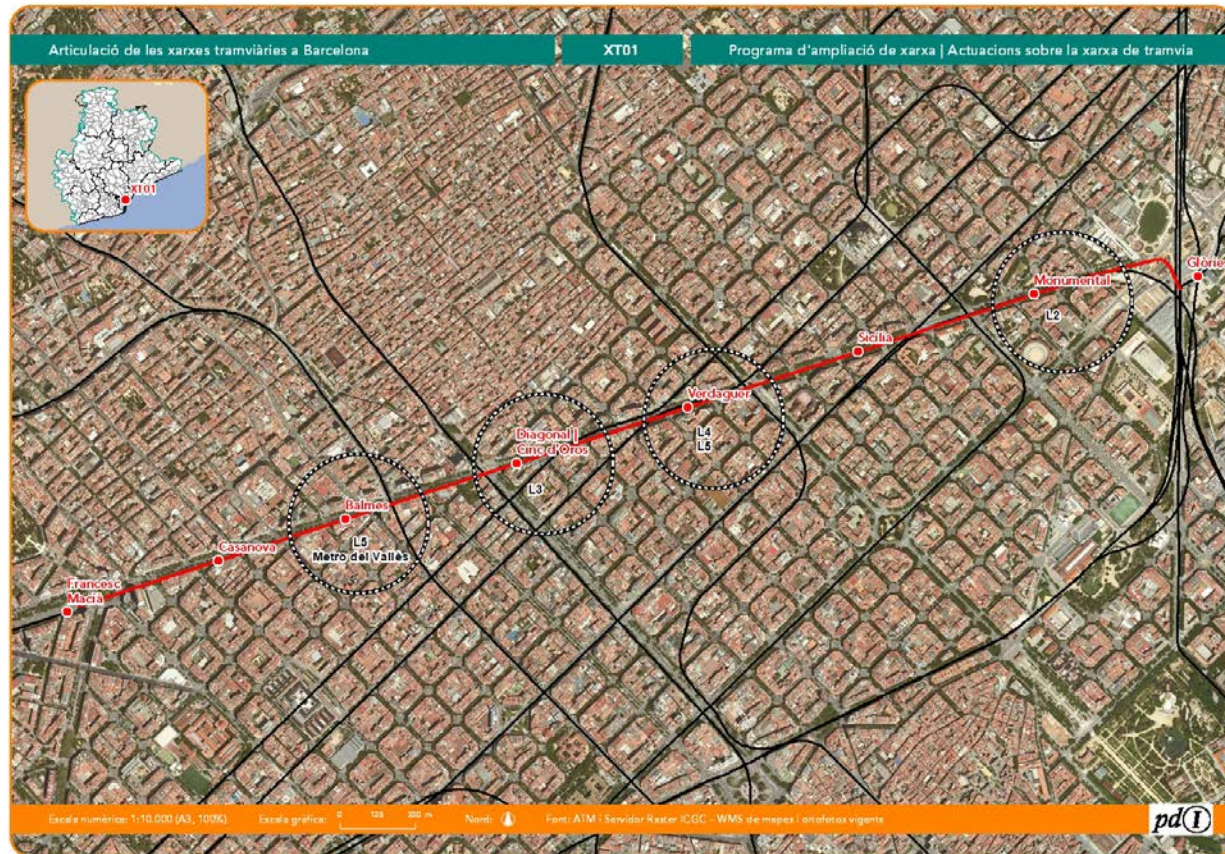 Articulació de les xarxes tramviàries a Barcelona
XT01
Programa d'ampliació de xarxa | Actuacions sobre la xarxa de tramvia
XT01
Glòries
Monumental
L2
Sicília
Verdaguer
L4
L5
Diagonal |
Cinc d'Oros
L3
Balmes
L5
Metro del Vallès
Casanova
Francesc
Macià
Escala numèrica: 1:10.000 (A3, 100%)
Escala gràfica:
0
125
250 m
Nord:
Font: ATM i Servidor Raster ICGC - WMS de mapes i ortofotos vigents
pdI